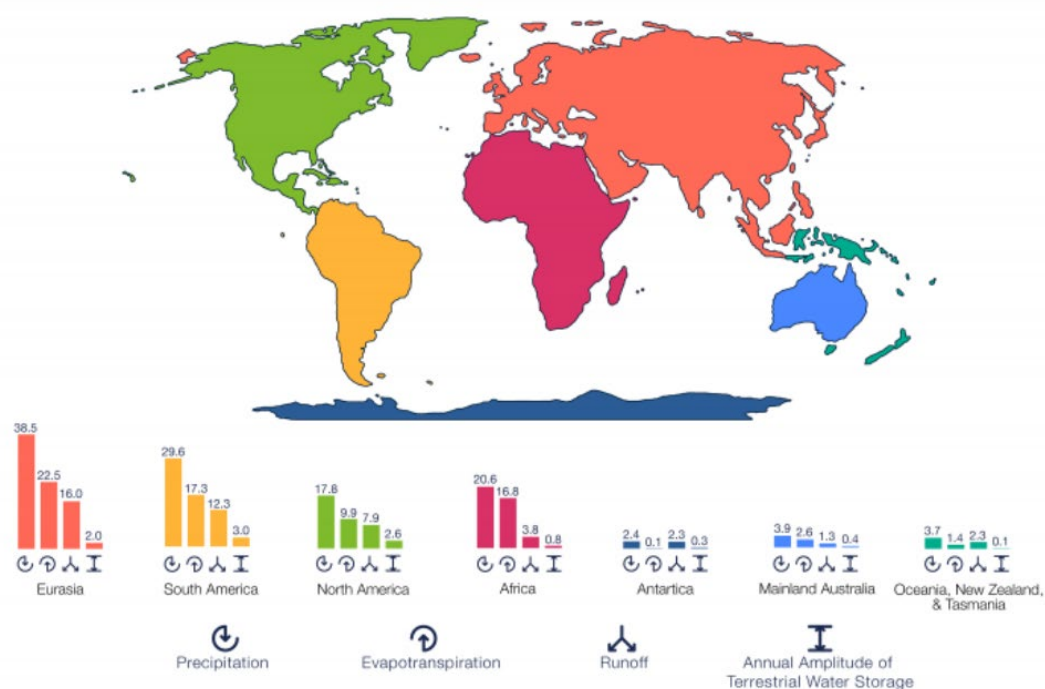 38.5
22.5
16.0
2.0
Eurasia
29.6
17.3
12.3
3.0
South America
17.8
9.9
7.9
2.6
North America
20.6
16.8
3.8
0.8
Africa
2.4
0.1
2.3
0.3
Antartica
3.9
2.6
1.3
0.4
Mainland Australia
3.7
1.4
2.3
0.1
Oceania, New Zealand,
& Tasmania
Precipitation
Evapotranspiration
Runoff
Annual Amplitude of
Terrestrial Water Storage